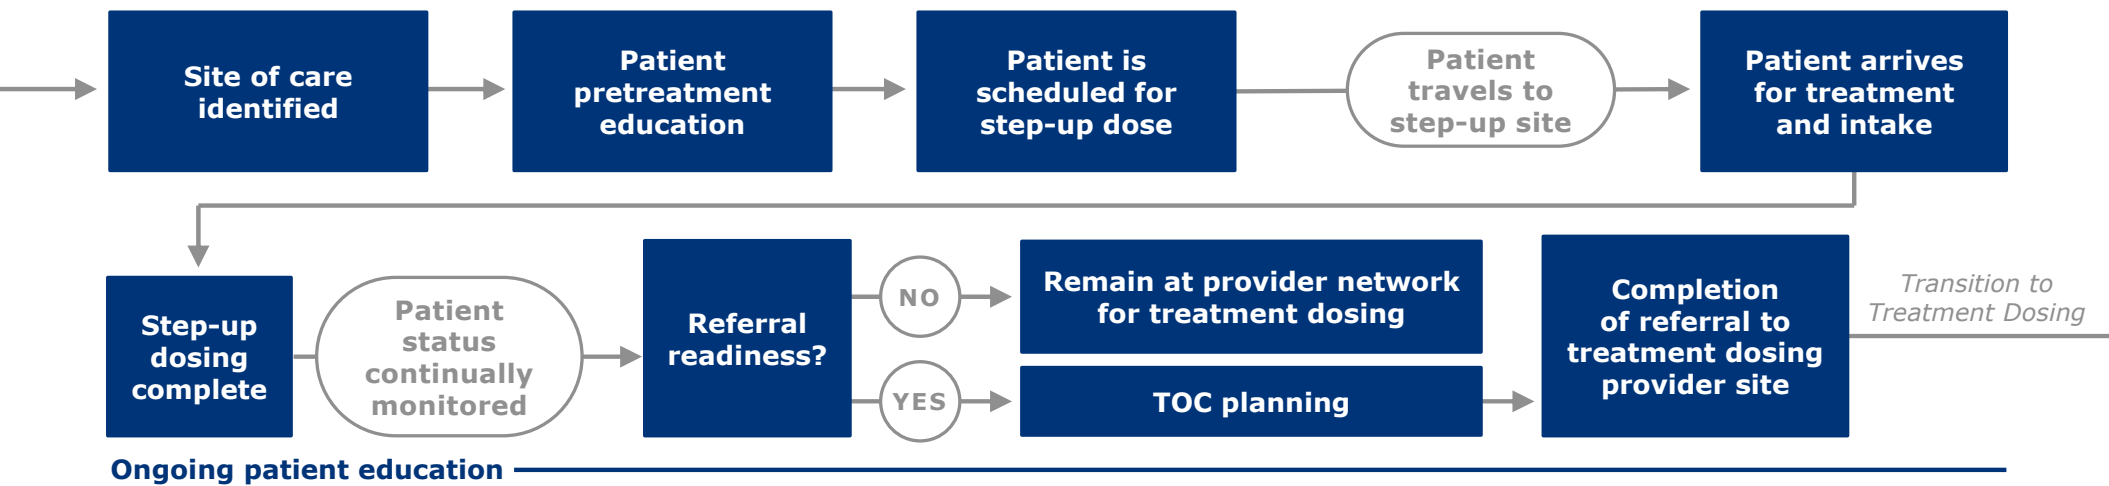 Site of care
identified
Patient
pretreatment
education
Patient is
scheduled for
step-up dose
Patient
travels to
step-up site
Patient arrives
for treatment
and intake
Step-up
dosing
complete
Patient
status
continually
monitored
Referral
readiness?
NO
Remain at provider network
for treatment dosing
YES
TOC planning
Completion
of referral to
treatment dosing
provider site
Transition to
Treatment Dosing
Ongoing patient education